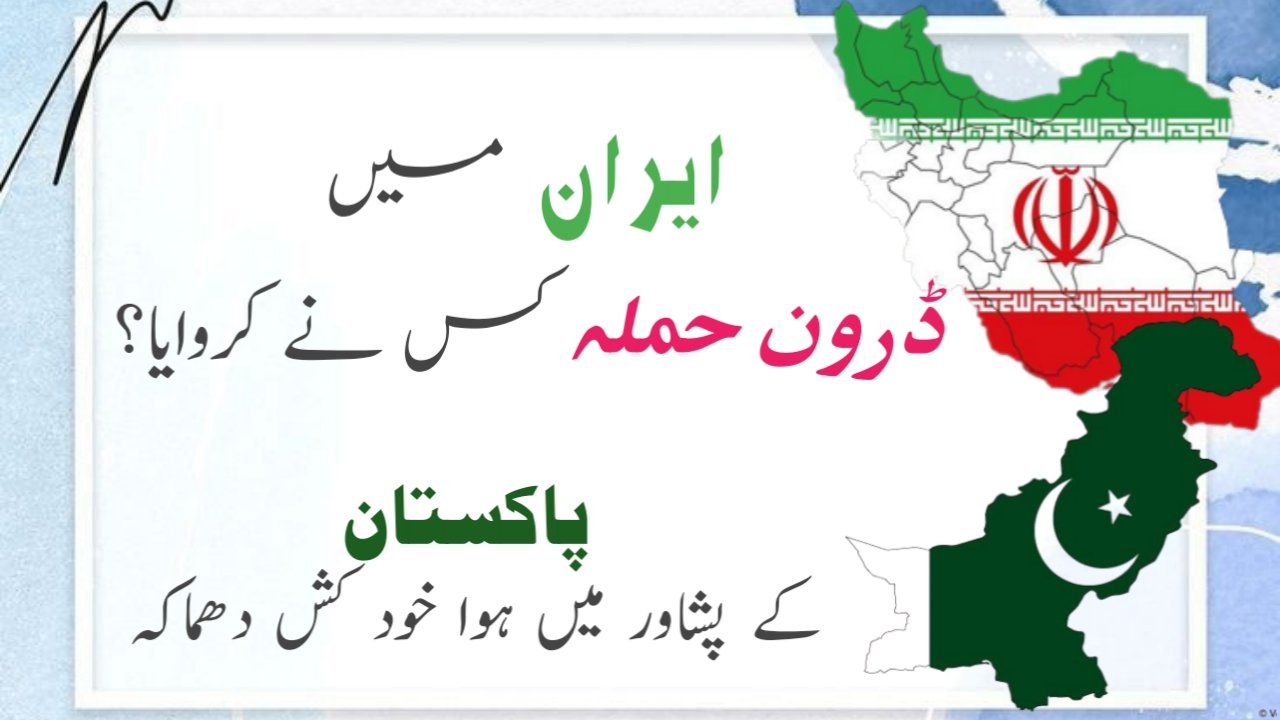 ایران میں
ڈرون حملہ کس نے کروایا؟
پاکستان
کے پشاور میں ہوا خود کش دھماکہ